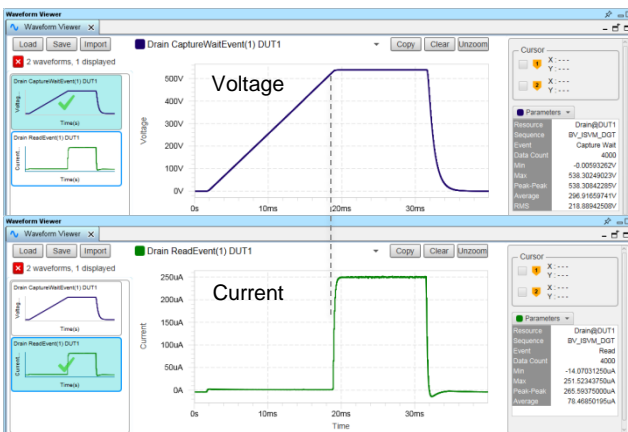 Waveform Viewer
Waveform Viewer X
Load Save Import
2 waveforms, 1 displayed
Drain CaptureWaitEvent(1) DUT1
Voltag...
Time(s)
Drain ReadEvent(1) DUT1
Current...
Time(s)
Drain CaptureWaitEvent(1) DUT1 Copy Clear Unzoom
Voltage
Voltage
500V
400V
300V
200V
100V
0V
0s 10ms 20ms 30ms
Cursor
1 X : - - -
Y : - - -
2 X : - - -
Y : - - -
Parameters
Resource Drain@DUT1
Sequence BV_ISVM_DGT
Event Capture Wait
Data Count 4000
Min -0.00593262V
Max 538.30249023V
Peak-Peak 538.30842285V
Average 296.91659741V
RMS 218.88942508V
Waveform Viewer
Waveform Viewer X
Load Save Import
2 waveforms, 1 displayed
Drain CaptureWaitEvent(1) DUT1
Voltag...
Time(s)
Drain ReadEvent(1) DUT1
Current...
Time(s)
Drain ReadEvent(1) DUT1 Copy Clear Unzoom
Current
Current
250uA
200uA
150uA
100uA
50uA
0A
0s 10ms 20ms 30ms
Time
Cursor
1 X : - - -
Y : - - -
2 X : - - -
Y : - - -
Parameters
Resource Drain@DUT1
Sequence BV_ISVM_DGT
Event Read
Data Count 4000
Min -14.07031250uA
Max 251.52343750uA
Peak-Peak 265.59375000uA
Average 78.46850195uA